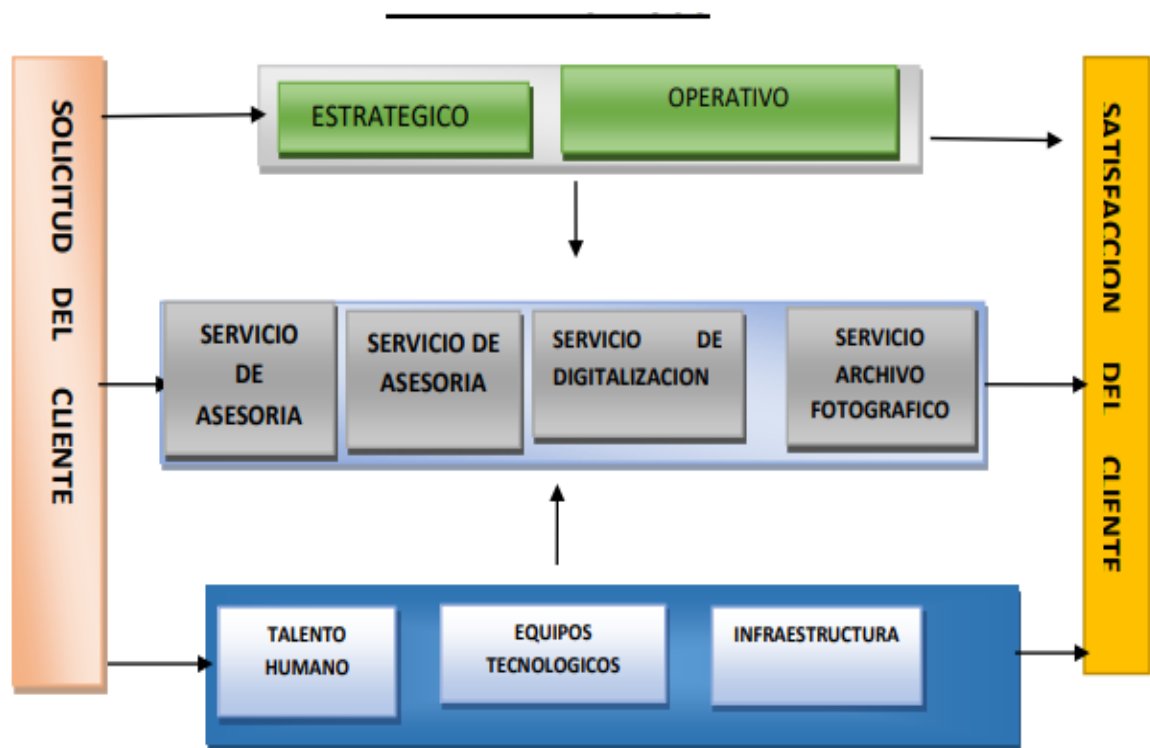 SOLICITUD DEL CLIENTE
ESTRATEGICO
OPERATIVO
SERVICIO
DE
ASESORIA
SERVICIO DE
ASESORIA
SERVICIO DE
DIGITALIZACION
SERVICIO
ARCHIVO
FOTOGRAFICO
TALENTO
HUMANO
EQUIPOS
TECNOLOGICOS
INFRAESTRUCTURA
SATISFACCION DEL CLIENTE